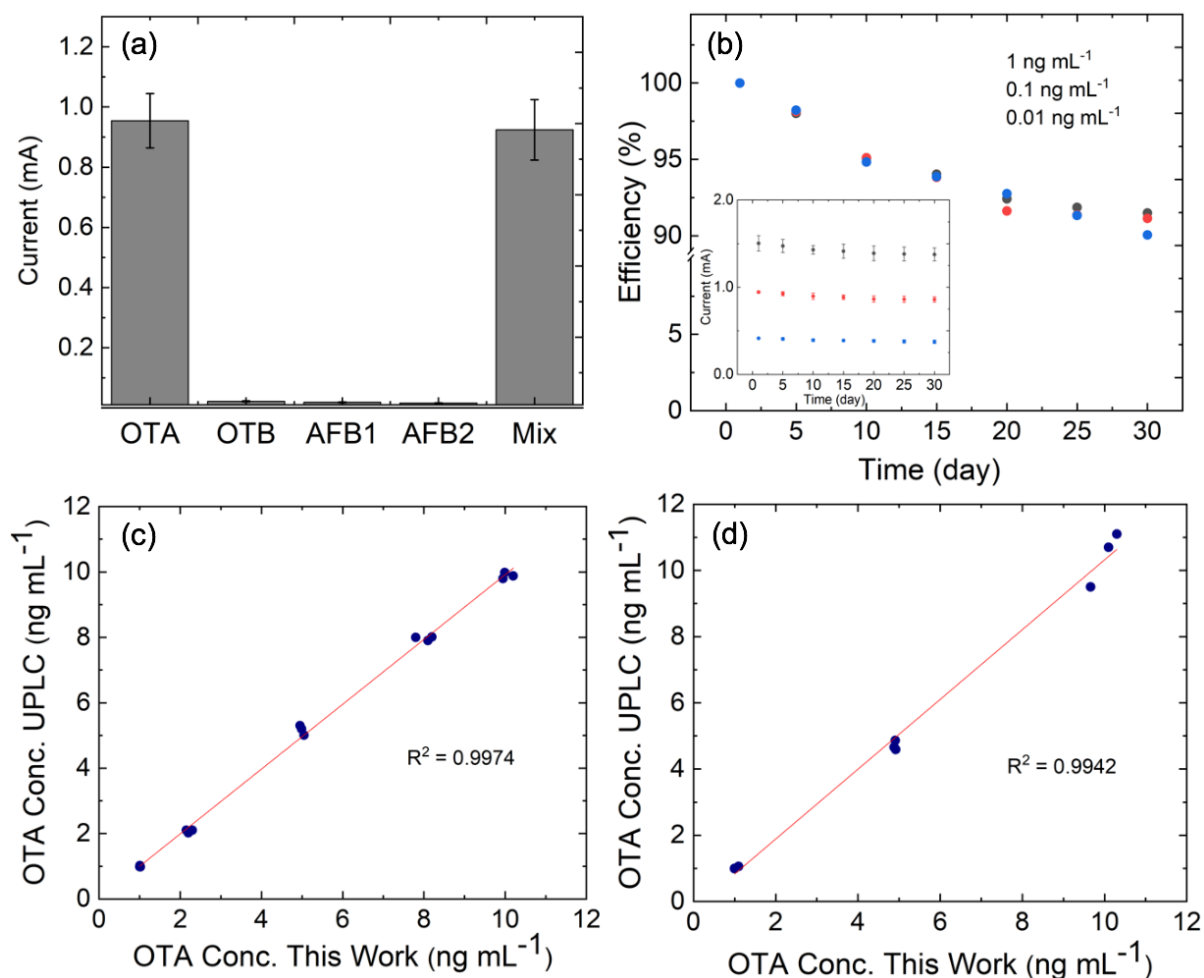 (a)
1.2
1.0
0.8
0.6
0.4
0.2
Current (mA)
OTA OTB AFB1 AFB2 Mix
(b)
1 ng mL⁻¹
0.1 ng mL⁻¹
0.01 ng mL⁻¹
100
95
90
5
0
Efficiency (%)
2.0
1.0
0.0
Current (mA)
0 5 10 15 20 25 30
Time (day)
0 5 10 15 20 25 30
Time (day)
(c)
12
10
8
6
4
2
0
OTA Conc. UPLC (ng mL⁻¹)
R² = 0.9974
0 2 4 6 8 10 12
OTA Conc. This Work (ng mL⁻¹)
(d)
12
10
8
6
4
2
0
OTA Conc. UPLC (ng mL⁻¹)
R² = 0.9942
0 2 4 6 8 10 12
OTA Conc. This Work (ng mL⁻¹)